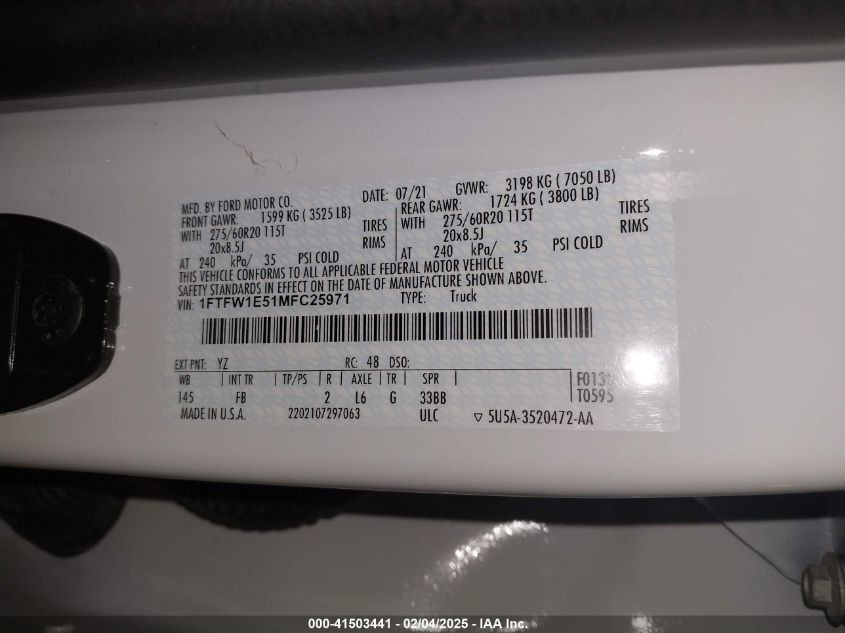 MFD. BY FORD MOTOR CO. DATE: 07/21 GVWR: 3198 KG ( 7050 LB)
FRONT GAWR: 1599 KG ( 3525 LB) REAR GAWR: 1724 KG ( 3800 LB)
WITH 275/60R20 115T TIRES WITH 275/60R20 115T TIRES
20x8.5J RIMS 20x8.5J RIMS
AT 240 kPa/ 35 PSI COLD AT 240 kPa/ 35 PSI COLD
THIS VEHICLE CONFORMS TO ALL APPLICABLE FEDERAL MOTOR VEHICLE
SAFETY STANDARDS IN EFFECT ON THE DATE OF MANUFACTURE SHOWN ABOVE.
VIN: 1FTFW1E51MFC25971 TYPE: Truck
EXT PNT: YZ RC: 48 DSO:
WB INT TR TP/PS R AXLE TR SPR
145 FB 2 L6 G 33BB
F013
T0595
MADE IN U.S.A. 2202107297063 ULC ▽ 5U5A-3520472-AA
000-41503441 - 02/04/2025 - IAA Inc.